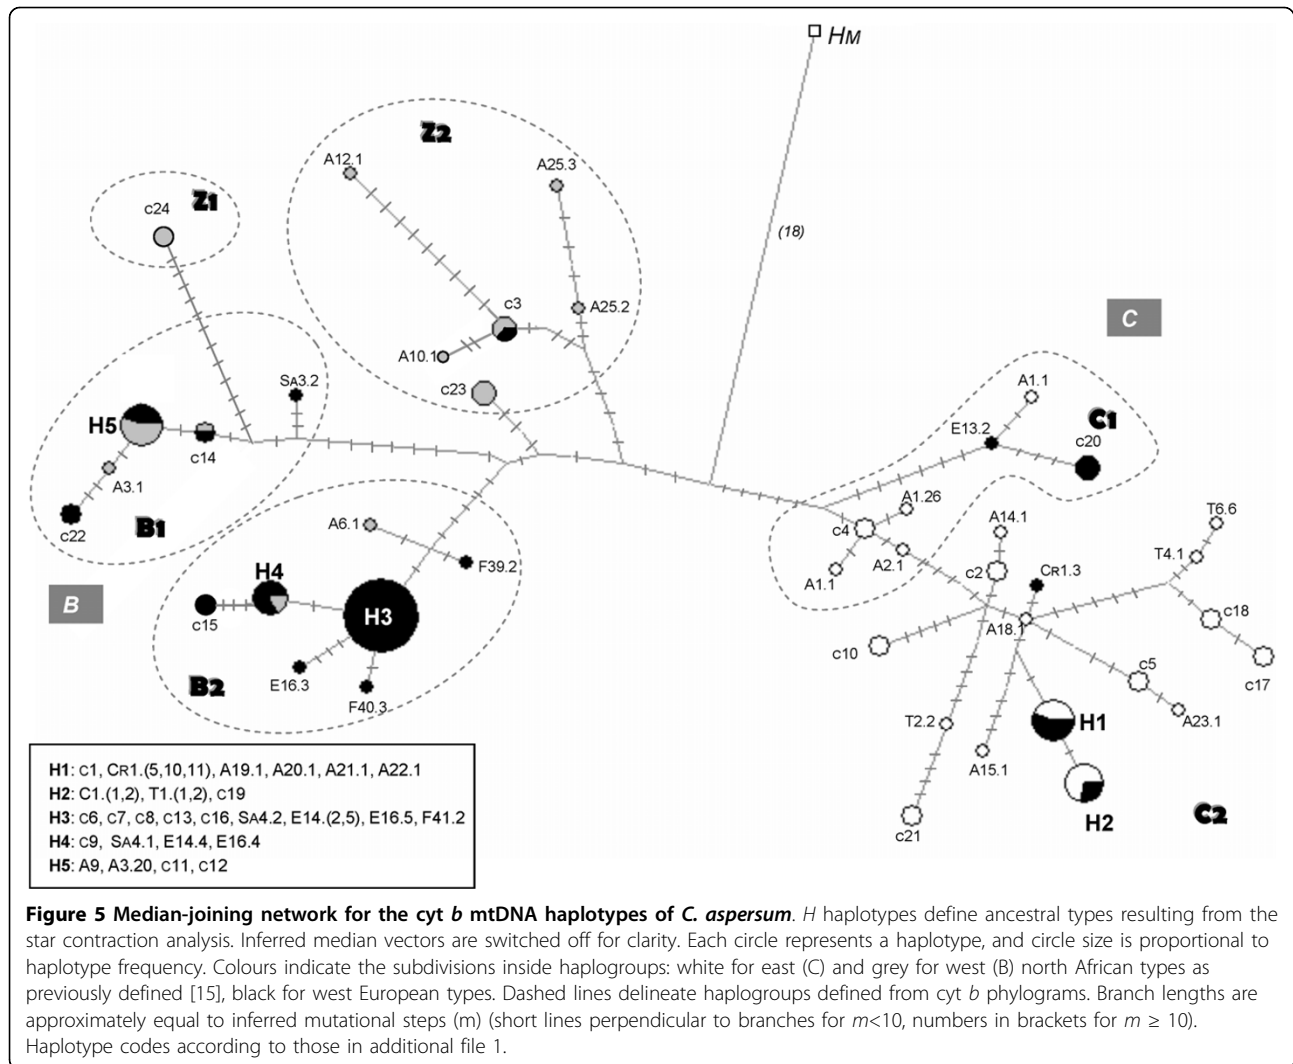 HM
Z2
A12.1
A25.3
Z1
c24
(18)
c3
A25.2
C
A10.1
A1.1
SA3.2
c23
C1
E13.2
c20
H5
c14
A3.1
A1.26
c4
A14.1
T6.6
B1
c22
A6.1
A2.1
T4.1
F39.2
A1.1
c2
CR1.3
H4
B
H3
c18
A18.1
c15
c10
c5
c17
E16.3
B2
F40.3
T2.2
H1
A23.1
A15.1
c21
H2
C2
H1: c1, CR1.(5,10,11), A19.1, A20.1, A21.1, A22.1
H2: C1.(1,2), T1.(1,2), c19
H3: c6, c7, c8, c13, c16, SA4.2, E14.(2,5), E16.5, F41.2
H4: c9, SA4.1, E14.4, E16.4
H5: A9, A3.20, c11, c12
Figure 5 Median-joining network for the cyt b mtDNA haplotypes of C. aspersum. H haplotypes define ancestral types resulting from the
star contraction analysis. Inferred median vectors are switched off for clarity. Each circle represents a haplotype, and circle size is proportional to
haplotype frequency. Colours indicate the subdivisions inside haplogroups: white for east (C) and grey for west (B) north African types as
previously defined [15], black for west European types. Dashed lines delineate haplogroups defined from cyt b phylograms. Branch lengths are
approximately equal to inferred mutational steps (m) (short lines perpendicular to branches for m<10, numbers in brackets for m ≥ 10).
Haplotype codes according to those in additional file 1.